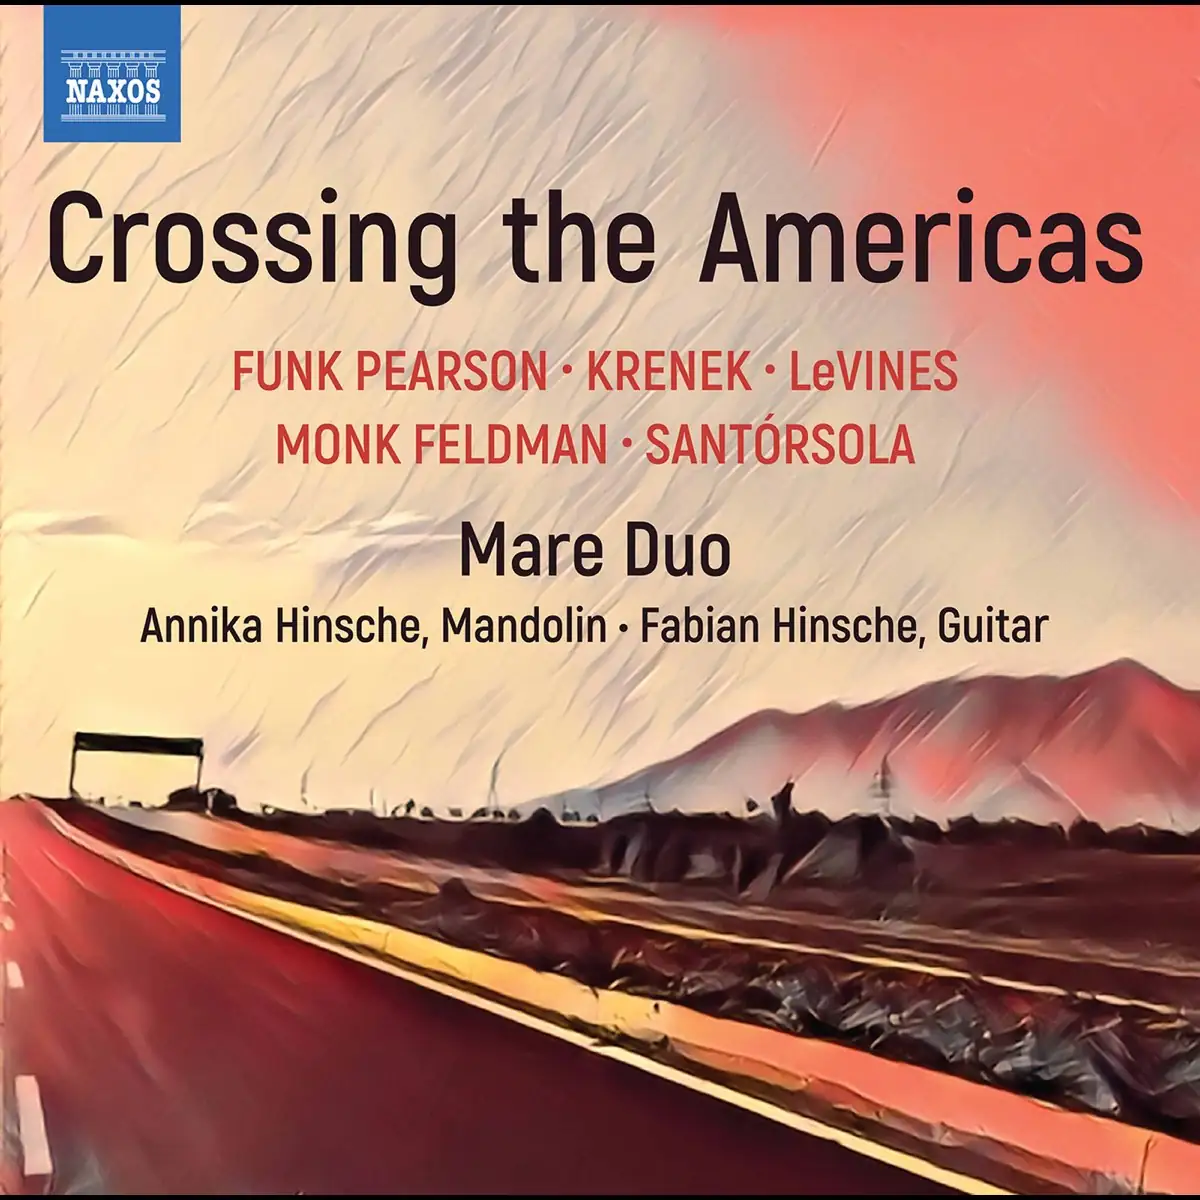 NAXOS
Crossing the Americas
FUNK PEARSON · KRENEK · LeVINES
MONK FELDMAN · SANTÓRSOLA
Mare Duo
Annika Hinsche, Mandolin · Fabian Hinsche, Guitar